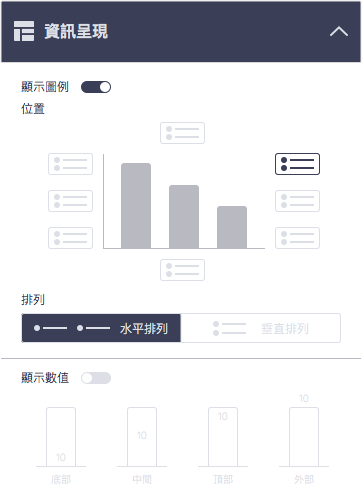 資訊呈現
顯示圖例
位置
排列
水平排列 垂直排列
顯示數值
10 10 10 10
底部 中間 頂部 外部